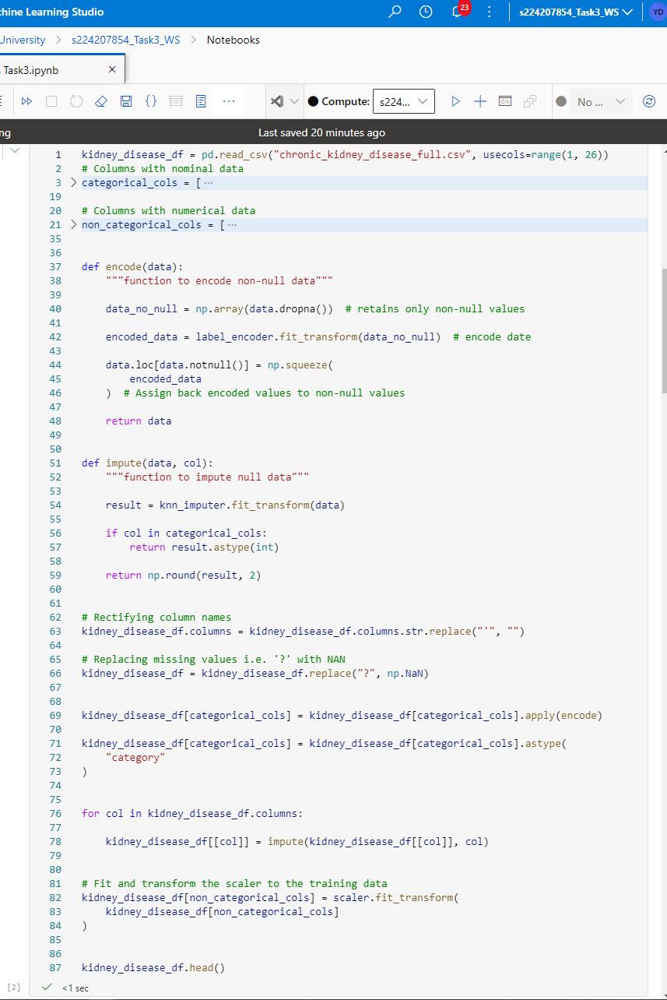 chine Learning Studio
23
s224207854_Task3_WS
YD
University > s224207854_Task3_WS > Notebooks
Task3.ipynb ×
Compute: s224... No ...
ng
Last saved 20 minutes ago
1 kidney_disease_df = pd.read_csv("chronic_kidney_disease_full.csv", usecols=range(1, 26))
2 # Columns with nominal data
3 > categorical_cols = [ ···
19
20 # Columns with numerical data
21 > non_categorical_cols = [ ···
35
36
37 def encode(data):
38     """function to encode non-null data"""
39
40     data_no_null = np.array(data.dropna())  # retains only non-null values
41
42     encoded_data = label_encoder.fit_transform(data_no_null)  # encode date
43
44     data.loc[data.notnull()] = np.squeeze(
45         encoded_data
46     )  # Assign back encoded values to non-null values
47
48     return data
49
50
51 def impute(data, col):
52     """function to impute null data"""
53
54     result = knn_imputer.fit_transform(data)
55
56     if col in categorical_cols:
57         return result.astype(int)
58
59     return np.round(result, 2)
60
61
62 # Rectifying column names
63 kidney_disease_df.columns = kidney_disease_df.columns.str.replace("'", "")
64
65 # Replacing missing values i.e. '?' with NAN
66 kidney_disease_df = kidney_disease_df.replace("?", np.NaN)
67
68
69 kidney_disease_df[categorical_cols] = kidney_disease_df[categorical_cols].apply(encode)
70
71 kidney_disease_df[categorical_cols] = kidney_disease_df[categorical_cols].astype(
72     "category"
73 )
74
75
76 for col in kidney_disease_df.columns:
77
78     kidney_disease_df[[col]] = impute(kidney_disease_df[[col]], col)
79
80
81 # Fit and transform the scaler to the training data
82 kidney_disease_df[non_categorical_cols] = scaler.fit_transform(
83     kidney_disease_df[non_categorical_cols]
84 )
85
86
87 kidney_disease_df.head()
[2] <1 sec